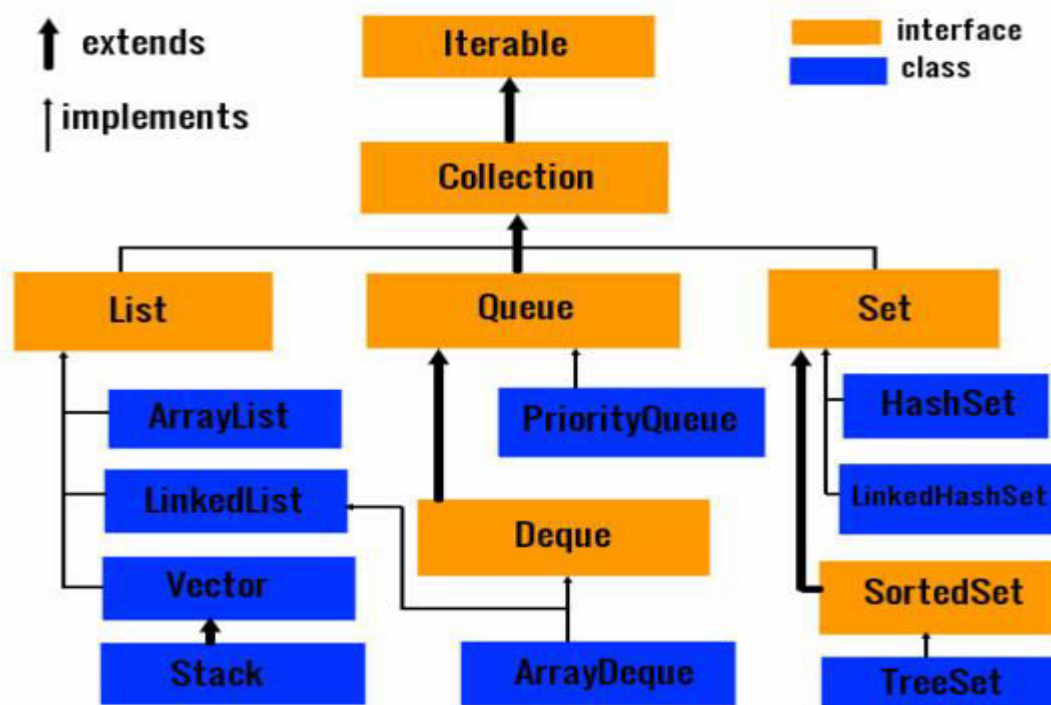 extends
implements
interface
class
Iterable
Collection
List
Queue
Set
ArrayList
PriorityQueue
HashSet
LinkedList
LinkedHashSet
Deque
Vector
SortedSet
Stack
ArrayDeque
TreeSet